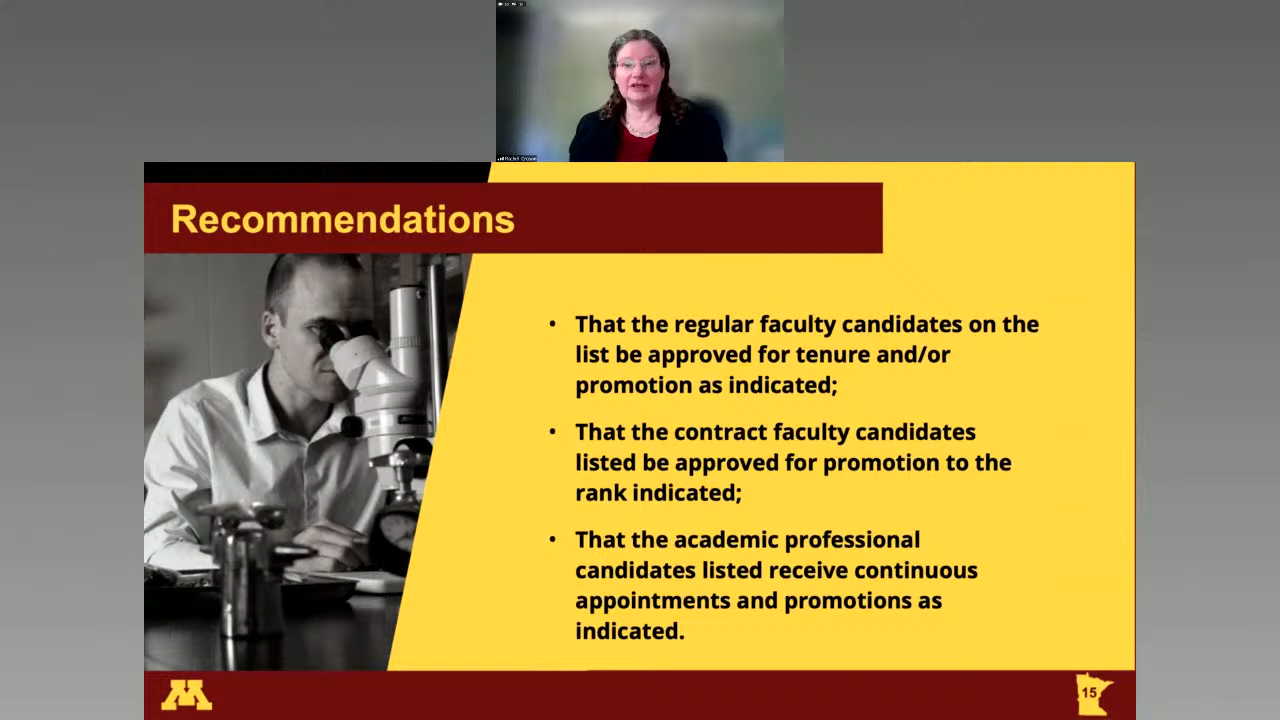 Rachel Croson
Recommendations
• That the regular faculty candidates on the
list be approved for tenure and/or
promotion as indicated;
• That the contract faculty candidates
listed be approved for promotion to the
rank indicated;
• That the academic professional
candidates listed receive continuous
appointments and promotions as
indicated.
M
15